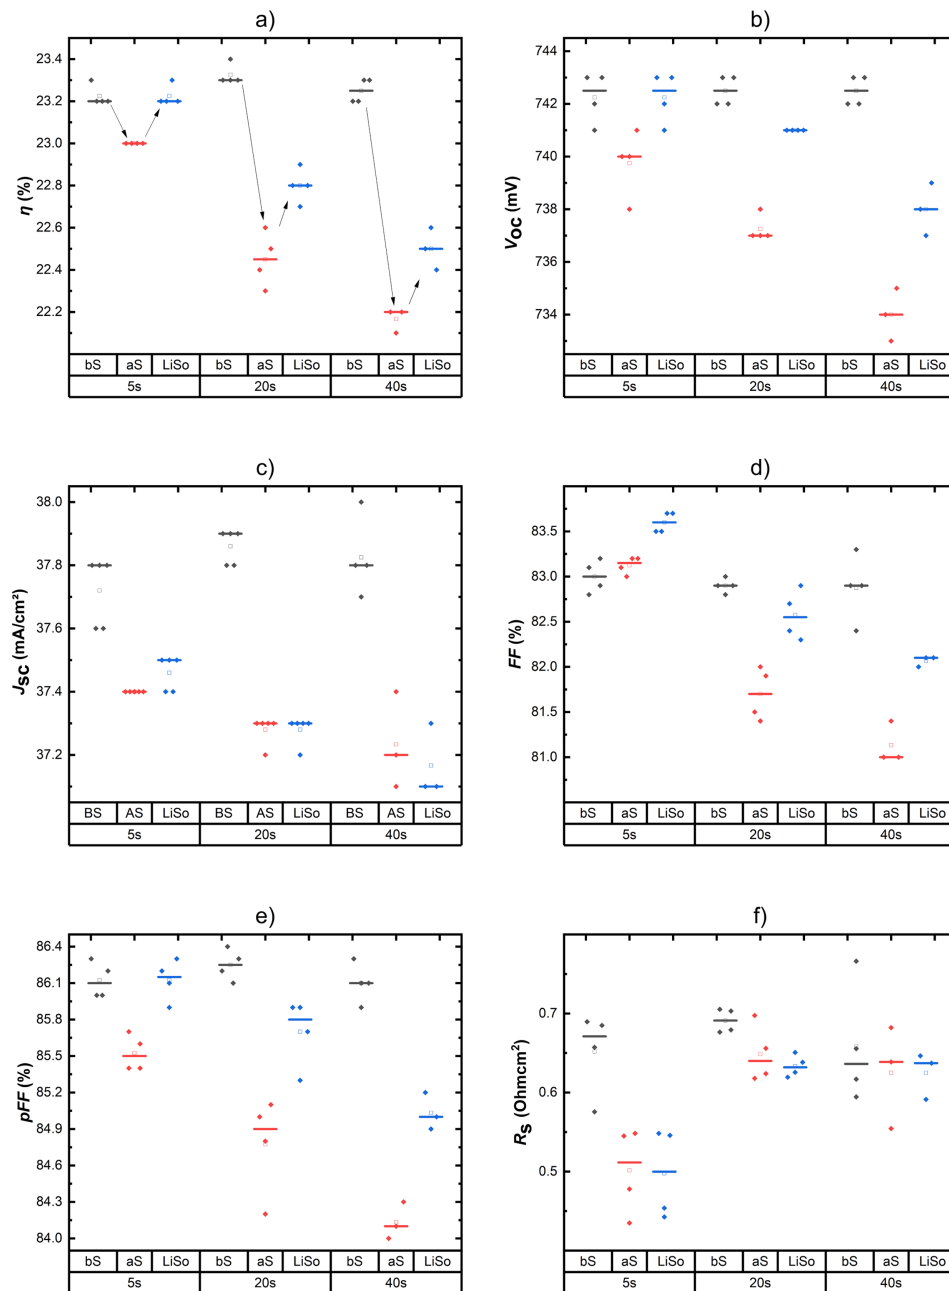 a)
23.4
23.2
23.0
22.8
22.6
22.4
22.2
η (%)
bS aS LiSo bS aS LiSo bS aS LiSo
5s 20s 40s
b)
744
742
740
738
736
734
VOC (mV)
bS aS LiSo bS aS LiSo bS aS LiSo
5s 20s 40s
c)
38.0
37.8
37.6
37.4
37.2
JSC (mA/cm²)
BS AS LiSo BS AS LiSo BS AS LiSo
5s 20s 40s
d)
83.5
83.0
82.5
82.0
81.5
81.0
FF (%)
bS aS LiSo bS aS LiSo bS aS LiSo
5s 20s 40s
e)
86.4
86.1
85.8
85.5
85.2
84.9
84.6
84.3
84.0
pFF (%)
bS aS LiSo bS aS LiSo bS aS LiSo
5s 20s 40s
f)
0.7
0.6
0.5
RS (Ohmcm²)
bS aS LiSo bS aS LiSo bS aS LiSo
5s 20s 40s